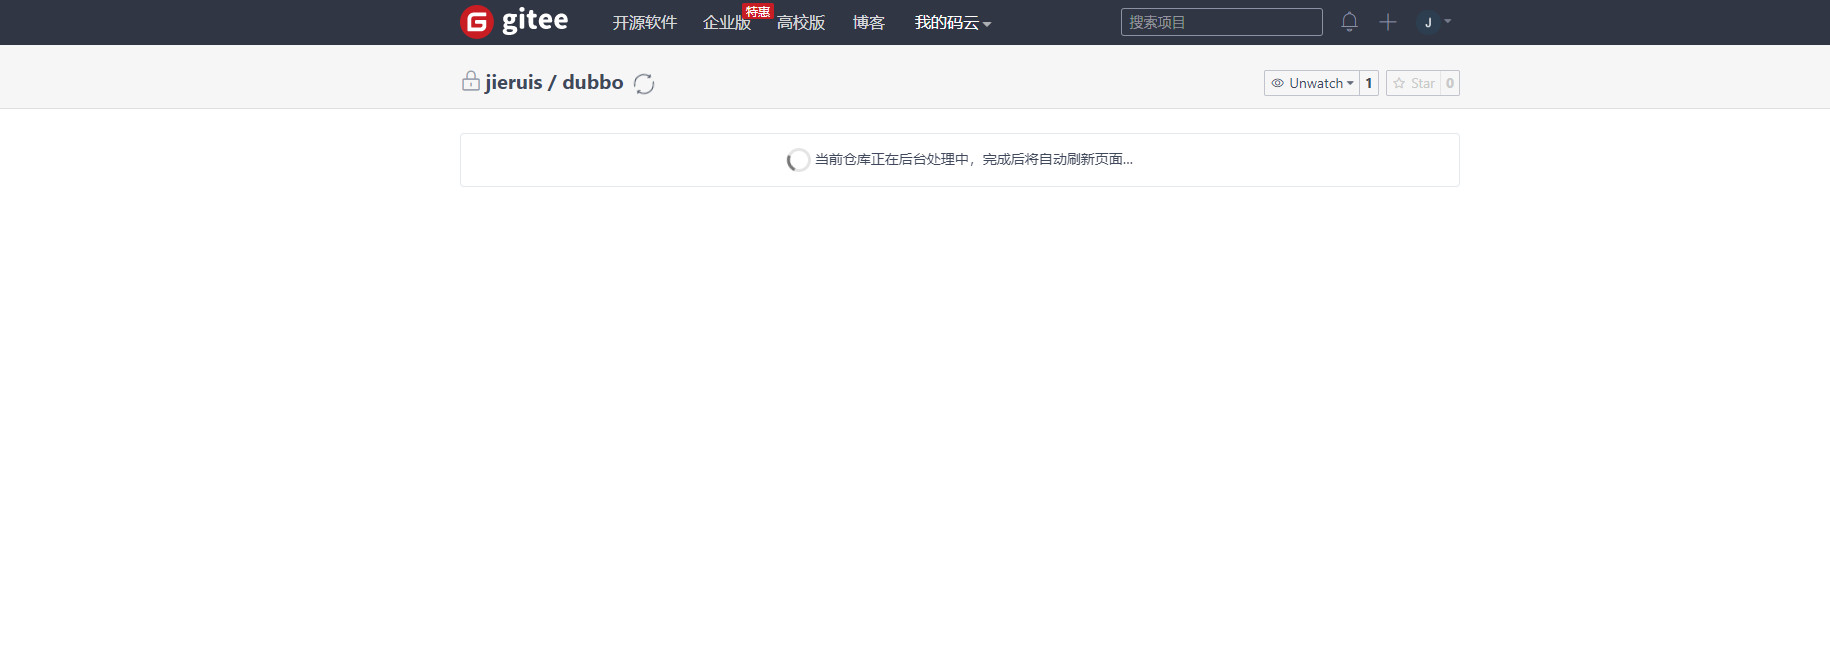 gitee 开源软件 企业版 特惠 高校版 博客 我的码云 搜索项目 J
jieruis / dubbo Unwatch 1 Star 0
当前仓库正在后台处理中，完成后将自动刷新页面...